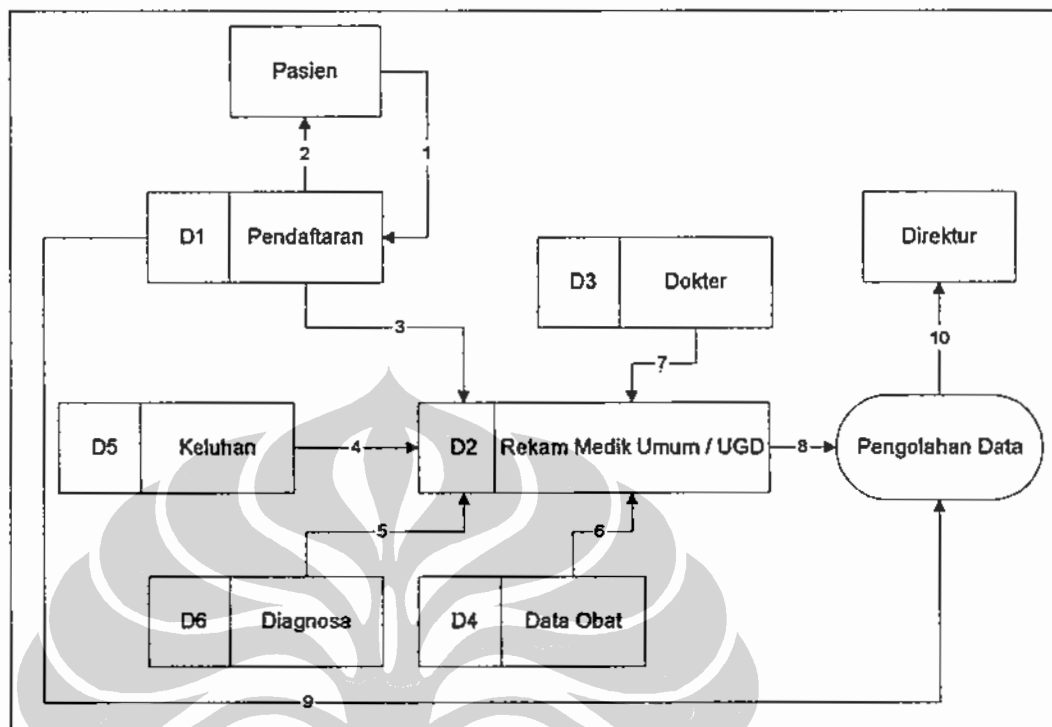 Pasien
2
1
D1
Pendaftaran
D3
Dokter
Direktur
3
7
10
D5
Keluhan
4
D2
Rekam Medik Umum / UGD
8
Pengolahan Data
5
6
D6
Diagnosa
D4
Data Obat
9